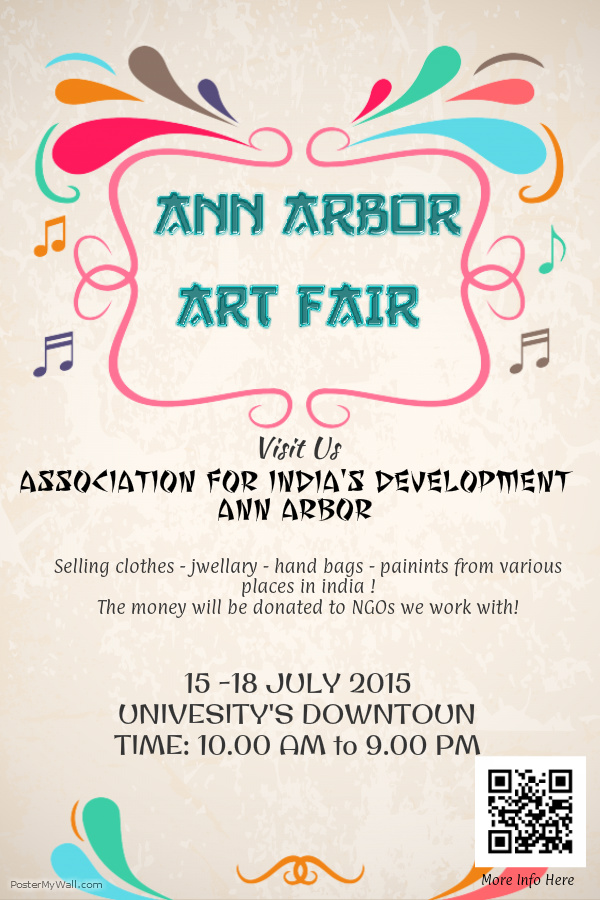 ANN ARBOR
ART FAIR
Visit Us
ASSOCIATION FOR INDIA'S DEVELOPMENT
ANN ARBOR
Selling clothes - jwellary - hand bags - painints from various
places in india !
The money will be donated to NGOs we work with!
15 -18 JULY 2015
UNIVESITY'S DOWNTOUN
TIME: 10.00 AM to 9.00 PM
More Info Here
PosterMyWall.com